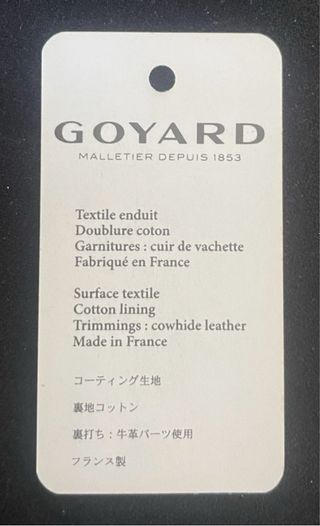 GOYARD
MALLETIER DEPUIS 1853
Textile enduit
Doublure coton
Garnitures : cuir de vachette
Fabriqué en France
Surface textile
Cotton lining
Trimmings : cowhide leather
Made in France
コーティング生地
裏地コットン
裏打ち：牛革パーツ使用
フランス製